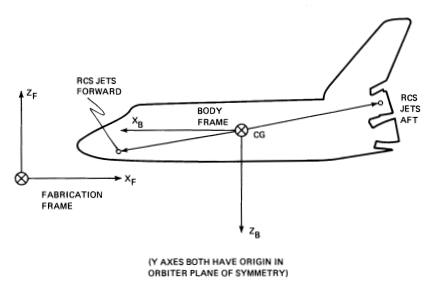 RCS JETS
FORWARD
Z_F
X_B
BODY
FRAME
CG
RCS
JETS
AFT
X_F
FABRICATION
FRAME
Z_B
(Y AXES BOTH HAVE ORIGIN IN
ORBITER PLANE OF SYMMETRY)